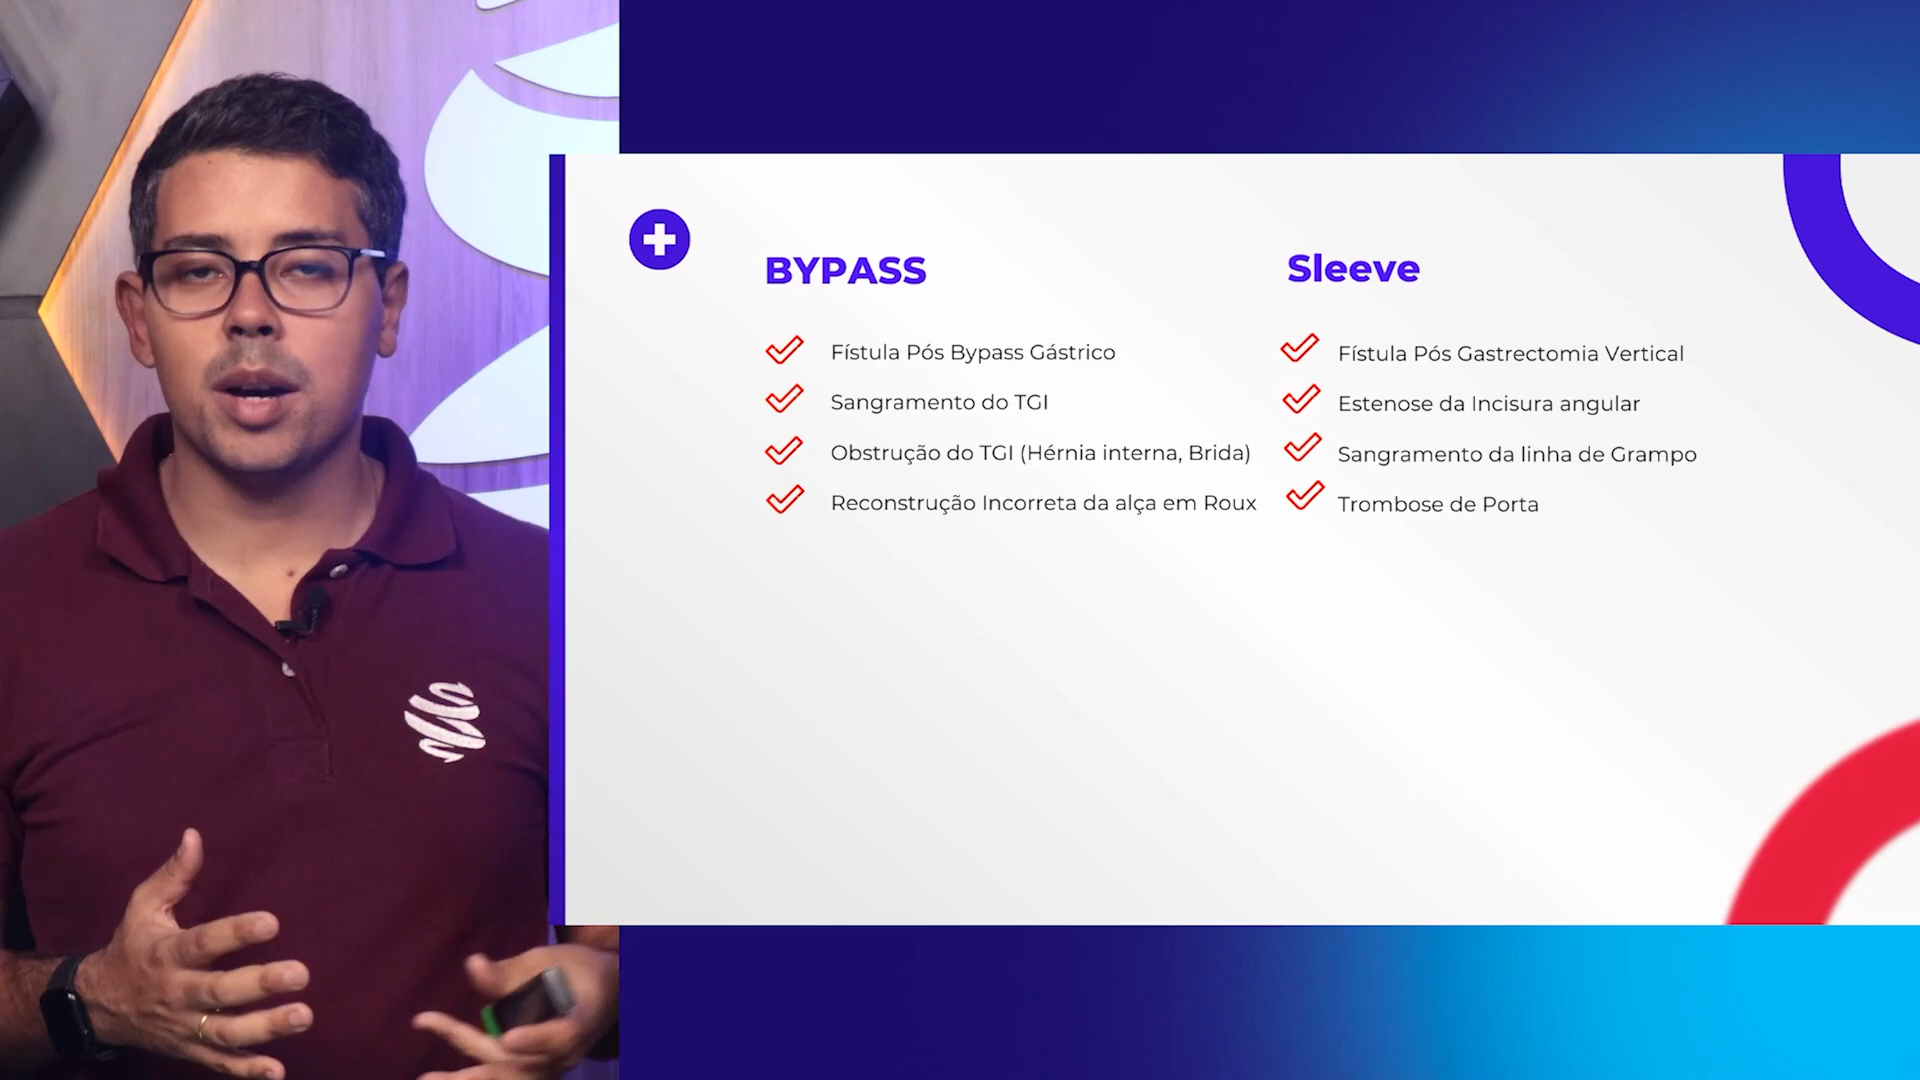 BYPASS
Fístula Pós Bypass Gástrico
Sangramento do TGI
Obstrução do TGI (Hérnia interna, Brida)
Reconstrução Incorreta da alça em Roux
Sleeve
Fístula Pós Gastrectomia Vertical
Estenose da Incisura angular
Sangramento da linha de Grampo
Trombose de Porta